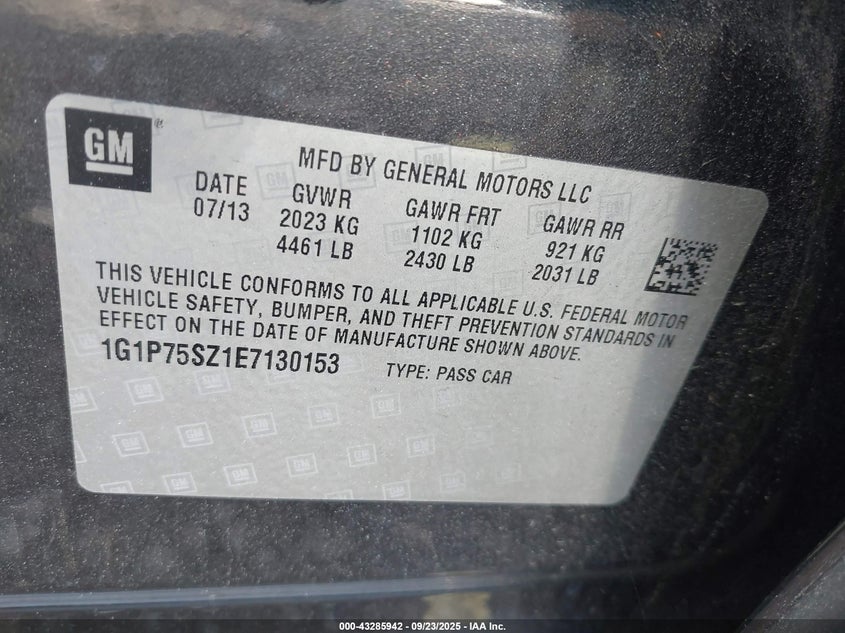 GM
MFD BY GENERAL MOTORS LLC
DATE GVWR GAWR FRT GAWR RR
07/13 2023 KG 1102 KG 921 KG
4461 LB 2430 LB 2031 LB
THIS VEHICLE CONFORMS TO ALL APPLICABLE U.S. FEDERAL MOTOR
VEHICLE SAFETY, BUMPER, AND THEFT PREVENTION STANDARDS IN
EFFECT ON THE DATE OF MANUFACTURE SHOWN ABOVE.
1G1P75SZ1E7130153 TYPE: PASS CAR
000-43285942 - 09/23/2025 - IAA Inc.